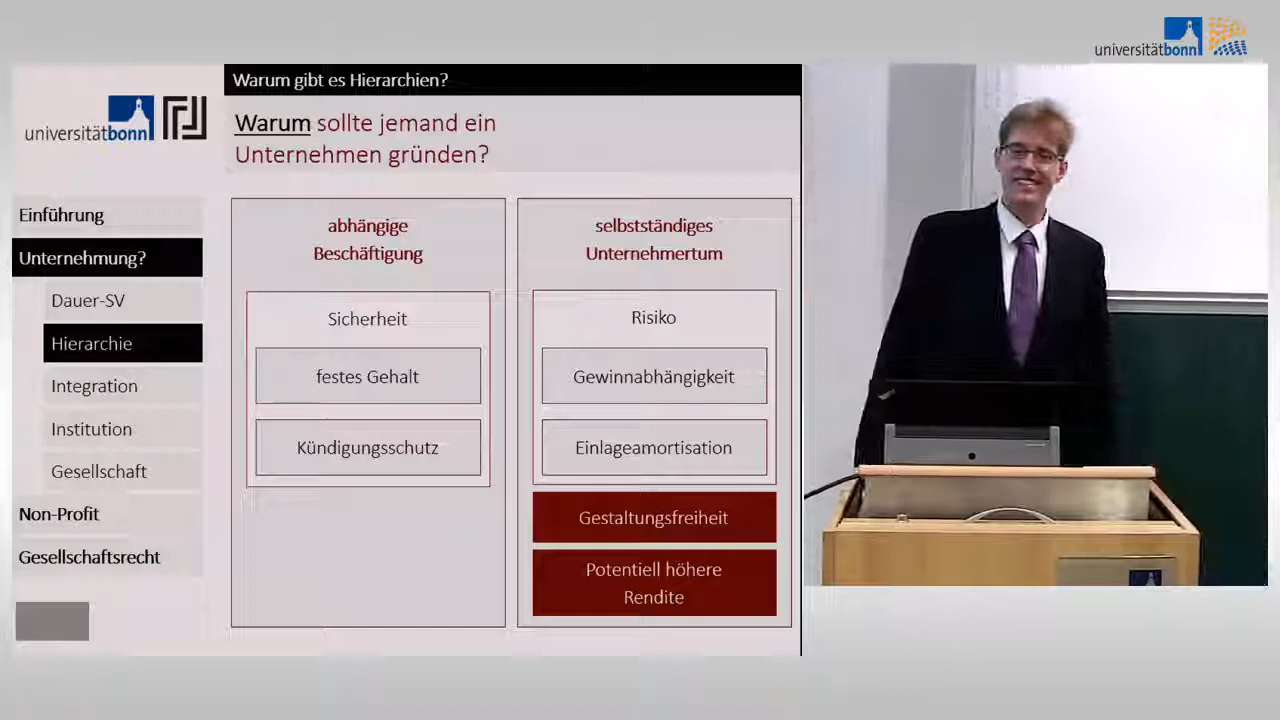 universitätbonn
Warum gibt es Hierarchien?
universitätbonn
Warum sollte jemand ein
Unternehmen gründen?
Einführung
Unternehmung?
Dauer-SV
Hierarchie
Integration
Institution
Gesellschaft
Non-Profit
Gesellschaftsrecht
abhängige
Beschäftigung
Sicherheit
festes Gehalt
Kündigungsschutz
selbstständiges
Unternehmertum
Risiko
Gewinnabhängigkeit
Einlageamortisation
Gestaltungsfreiheit
Potentiell höhere
Rendite